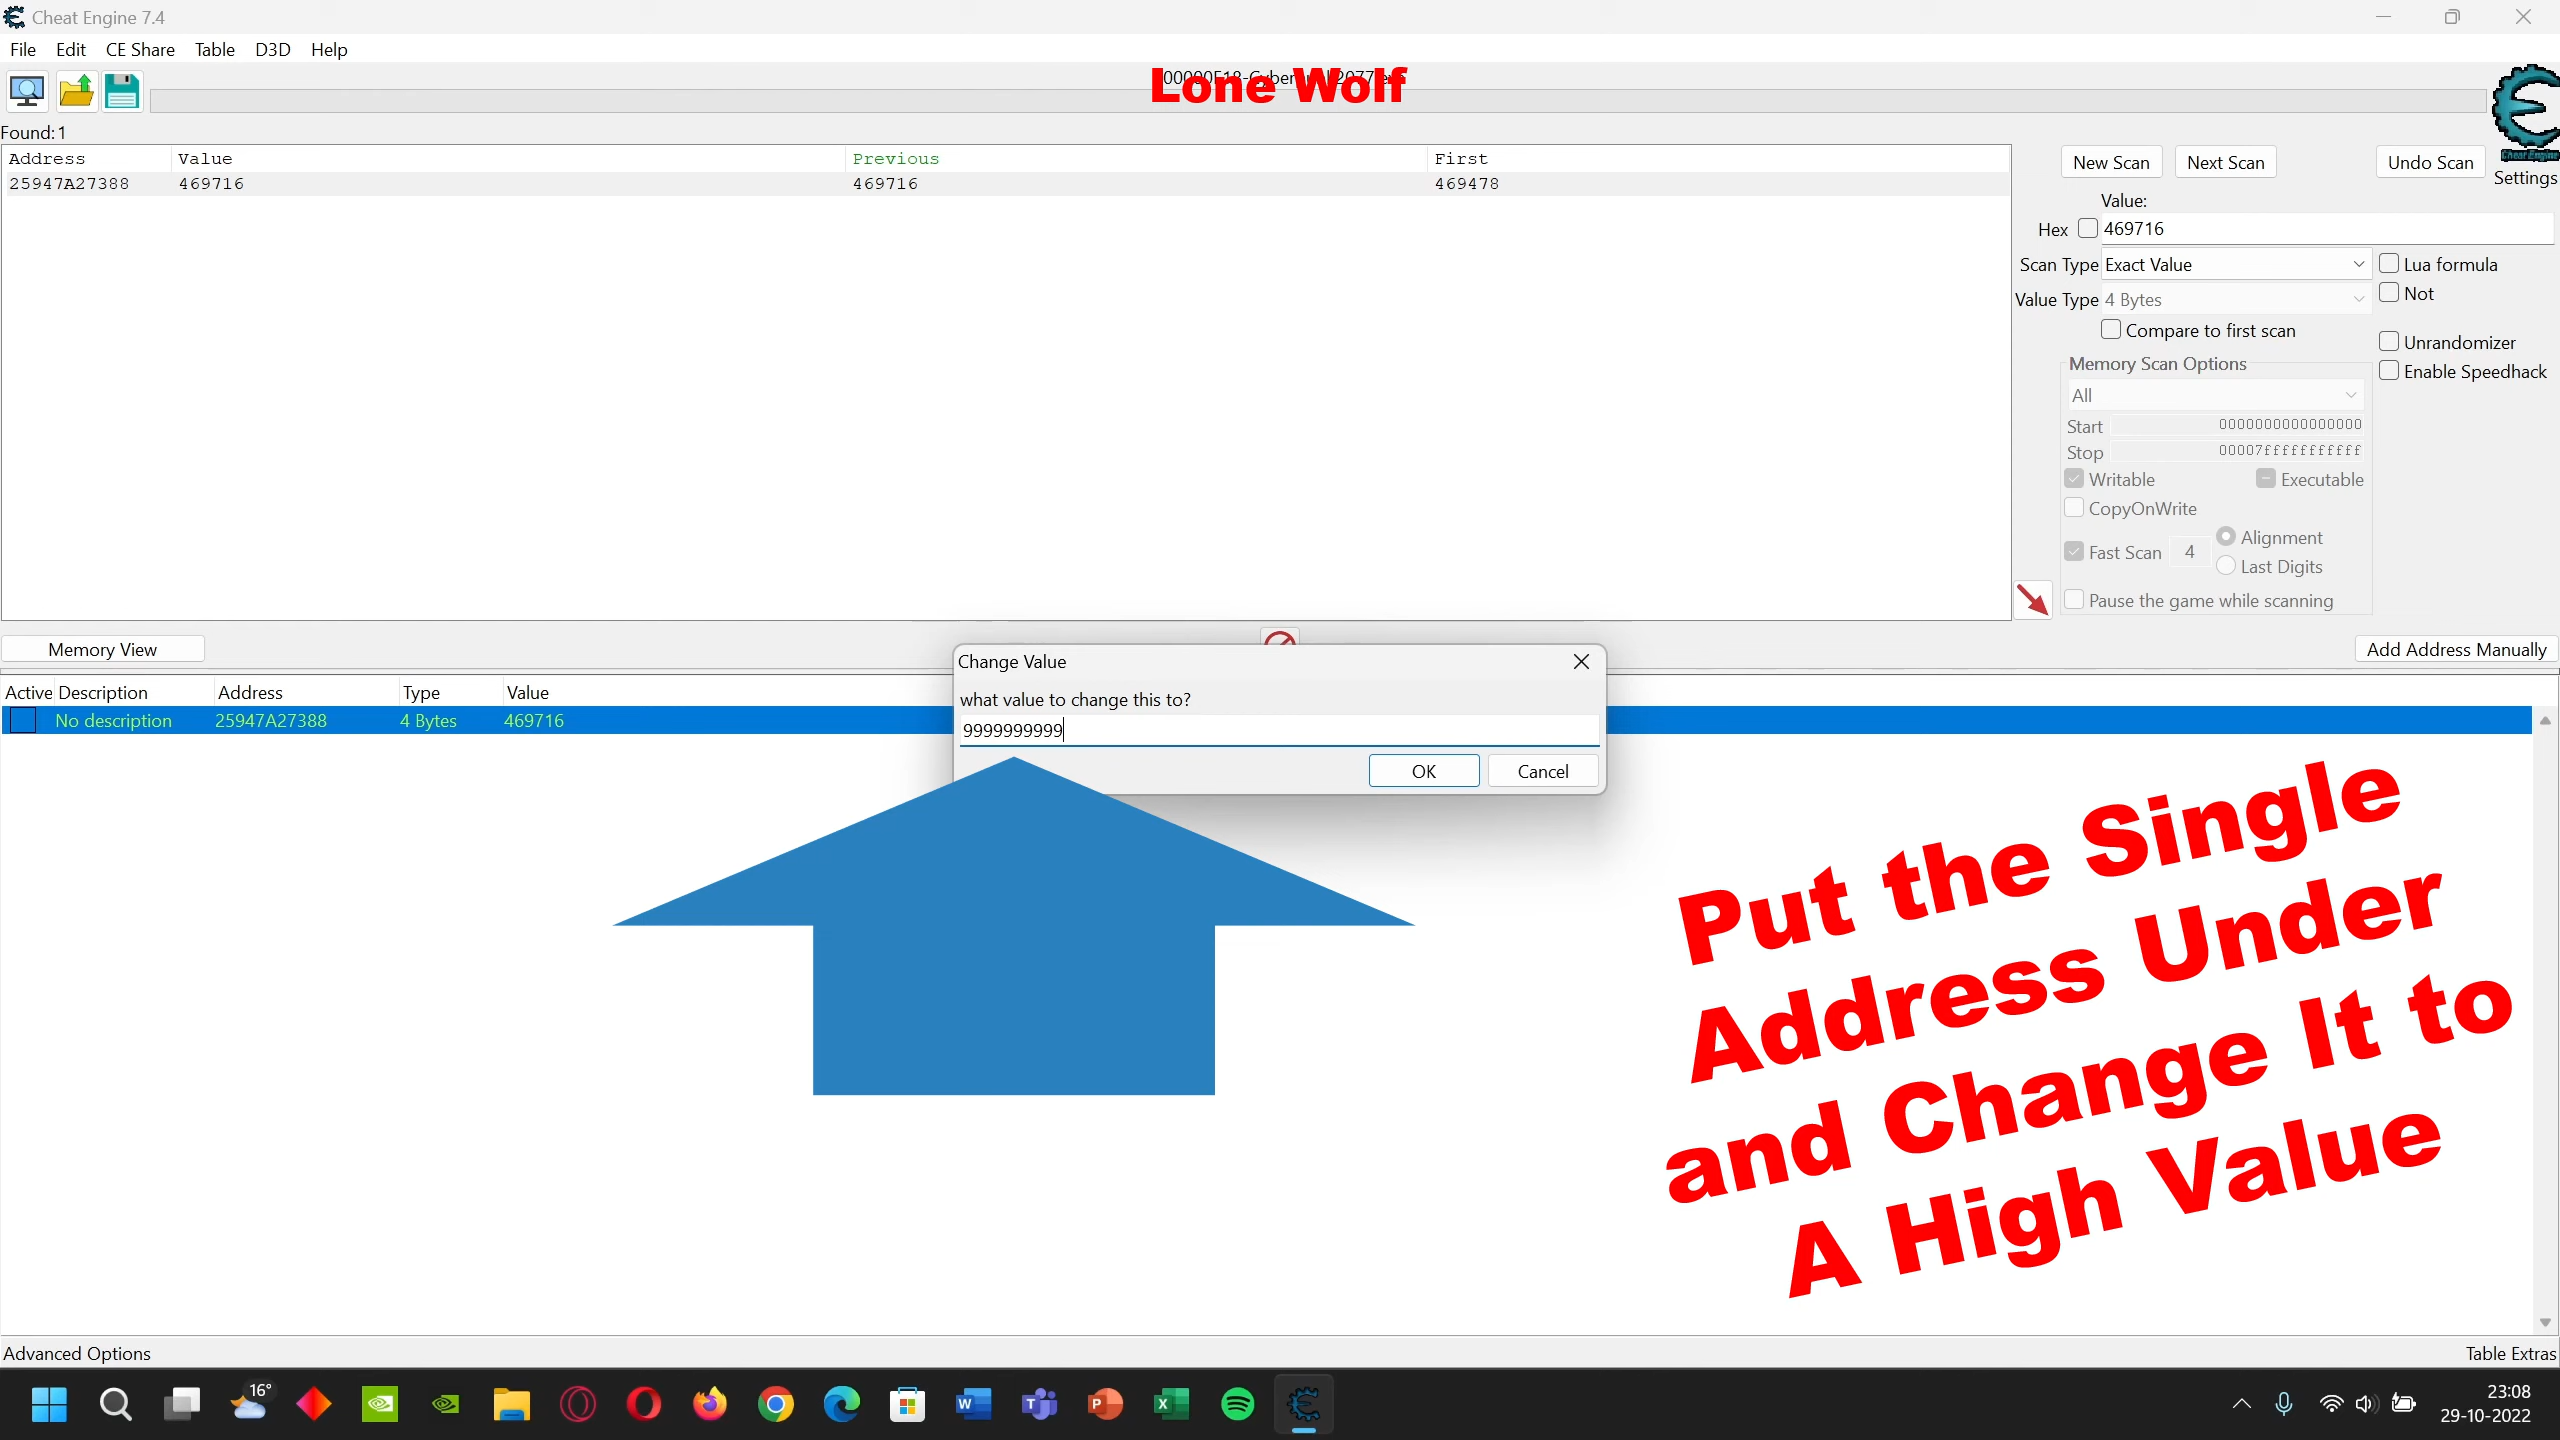 Cheat Engine 7.4
File Edit CE Share Table D3D Help
Lone Wolf
Found: 1
Address Value Previous First
25947A27388 469716 469716 469478
New Scan Next Scan Undo Scan
Cheat Engine
Settings
Value:
Hex 469716
Scan Type Exact Value Lua formula
Value Type 4 Bytes Not
Compare to first scan
Unrandomizer
Memory Scan Options
Enable Speedhack
All
Start 0000000000000000
Stop 00007fffffffffff
Writable Executable
CopyOnWrite
Alignment
Fast Scan 4
Last Digits
Pause the game while scanning
Memory View Add Address Manually
Change Value
what value to change this to?
9999999999
OK Cancel
Active Description Address Type Value
No description 25947A27388 4 Bytes 469716
Put the Single
Address Under
and Change It to
A High Value
Advanced Options Table Extras
16°
23:08
29-10-2022